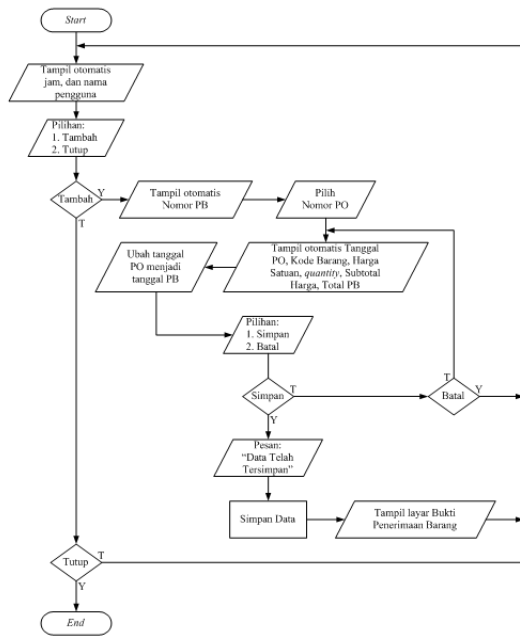 Start
Tampil otomatis
jam, dan nama
pengguna
Pilihan:
1. Tambah
2. Tutup
Tambah
Y
T
Tampil otomatis
Nomor PB
Pilih
Nomor PO
Tampil otomatis Tanggal
PO, Kode Barang, Harga
Satuan, quantity, Subtotal
Harga, Total PB
Ubah tanggal
PO menjadi
tanggal PB
Pilihan:
1. Simpan
2. Batal
Simpan
T
Y
Batal
T
Y
Pesan:
“Data Telah
Tersimpan”
Simpan Data
Tampil layar Bukti
Penerimaan Barang
Tutup
T
Y
End